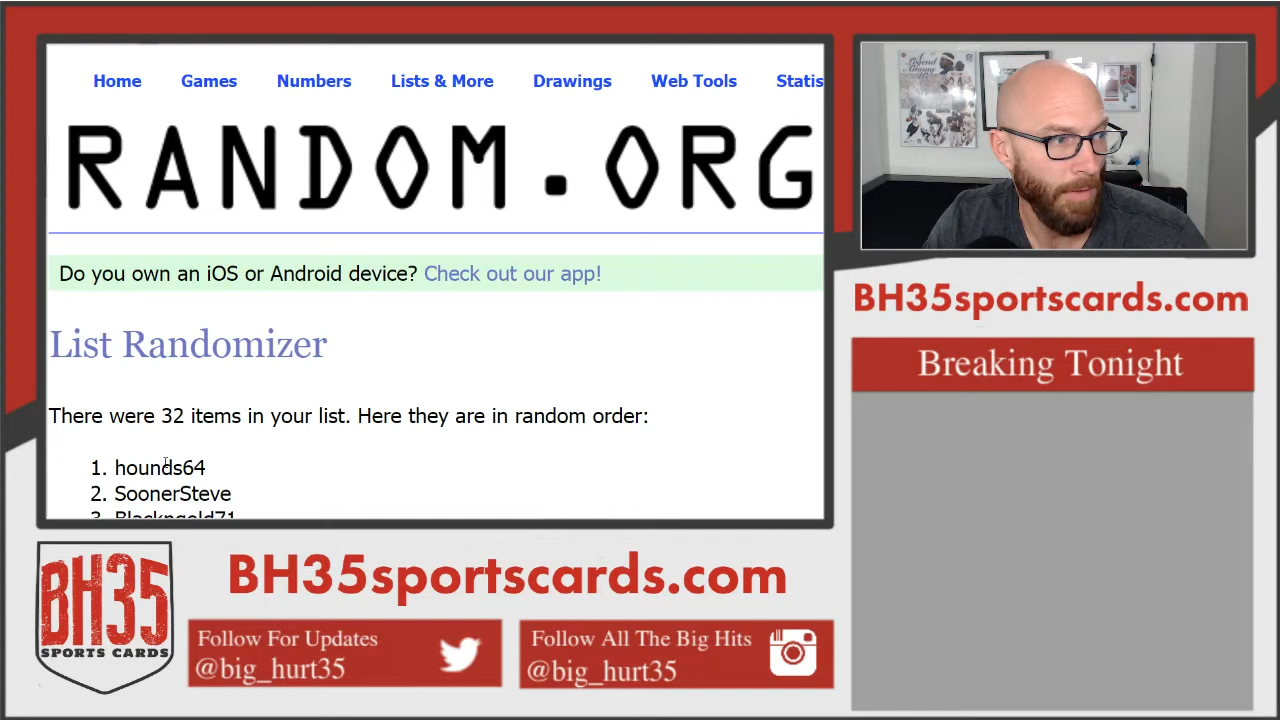 Home Games Numbers Lists & More Drawings Web Tools Statis
RANDOM.ORG
Do you own an iOS or Android device? Check out our app!
List Randomizer
There were 32 items in your list. Here they are in random order:
1. hounds64
2. SoonerSteve
3. Blackngold71
BH35sportscards.com
Breaking Tonight
BH35
SPORTS CARDS
BH35sportscards.com
Follow For Updates
@big_hurt35
Follow All The Big Hits
@big_hurt35